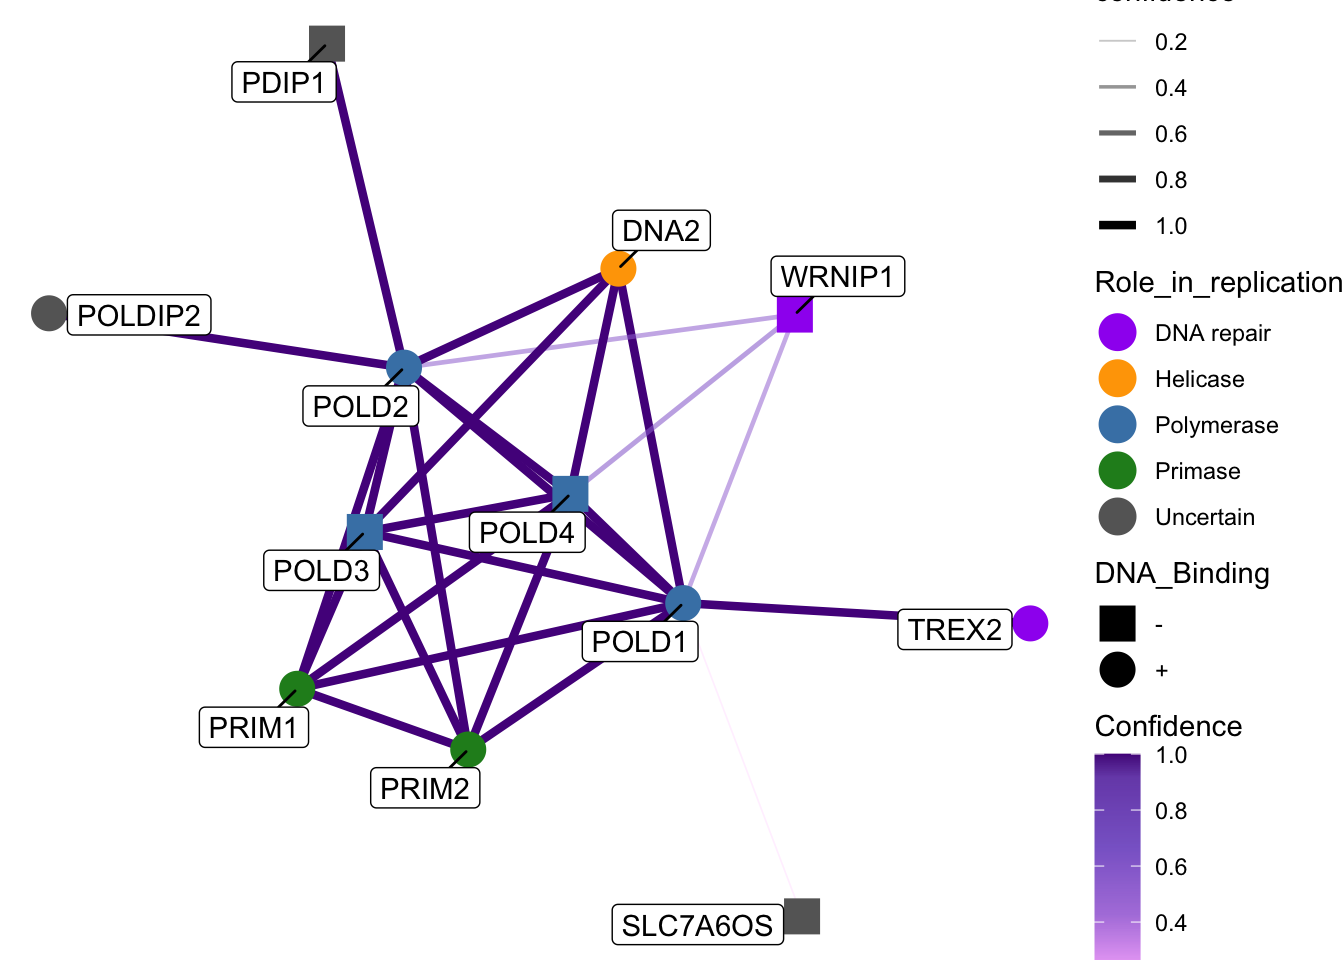 confidence
0.2
0.4
0.6
0.8
1.0
Role_in_replication
DNA repair
Helicase
Polymerase
Primase
Uncertain
DNA_Binding
-
+
Confidence
1.0
0.8
0.6
0.4
PDIP1
DNA2
WRNIP1
POLDIP2
POLD2
POLD4
POLD3
POLD1
TREX2
PRIM1
PRIM2
SLC7A6OS